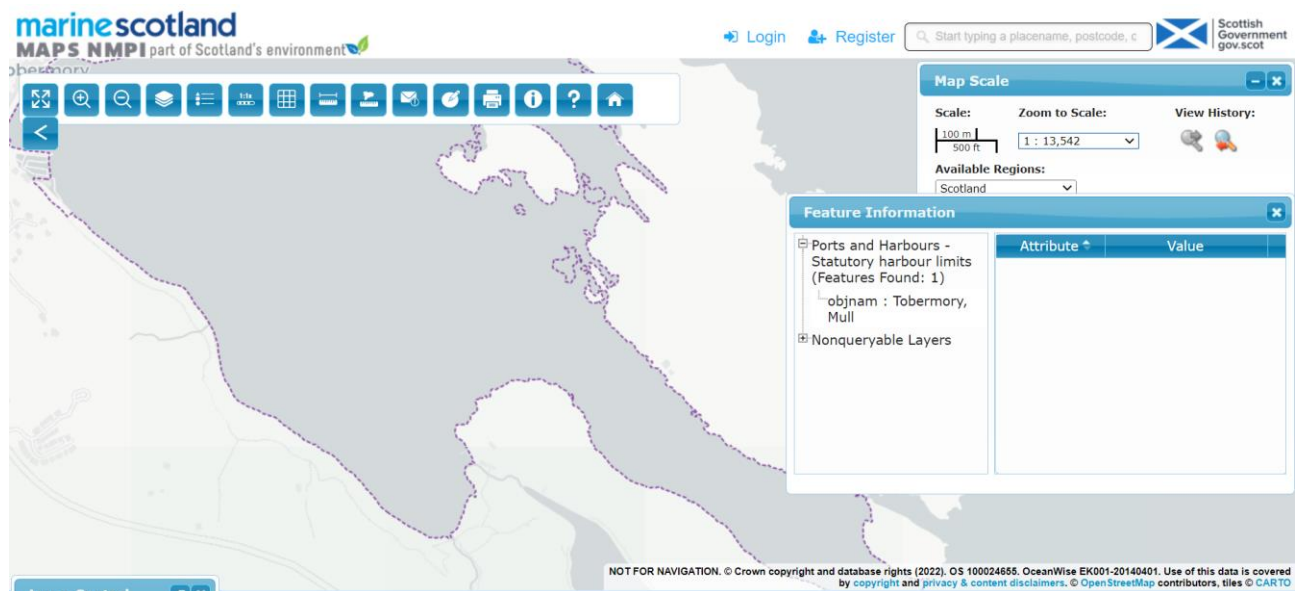 marinescotland
MAPS NMPI part of Scotland's environment
Login
Register
Start typing a placename, postcode, c
Scottish
Government
gov.scot
Tobermory
1:1x
Map Scale
Scale:
Zoom to Scale:
View History:
100 m
500 ft
1 : 13,542
Available Regions:
Scotland
Feature Information
Ports and Harbours -
Statutory harbour limits
(Features Found: 1)
objnam : Tobermory,
Mull
Nonqueryable Layers
Attribute
Value
NOT FOR NAVIGATION. © Crown copyright and database rights (2022). OS 100024655. OceanWise EK001-20140401. Use of this data is covered
by copyright and privacy & content disclaimers. © OpenStreetMap contributors, tiles © CARTO